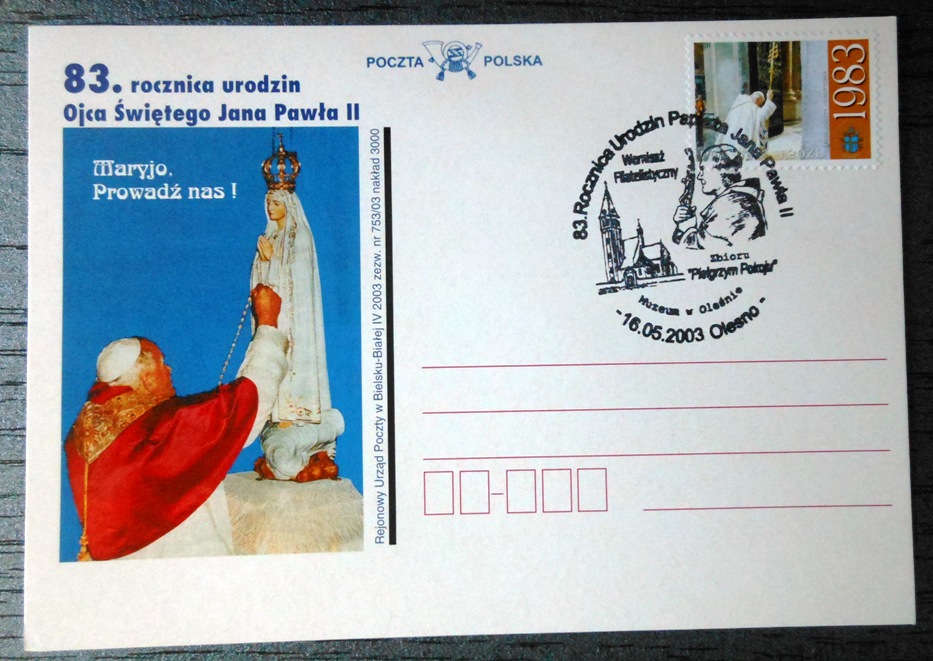 83. rocznica urodzin
Ojca Świętego Jana Pawła II
Maryjo,
Prowadź nas !
Rejonowy Urząd Poczty w Bielsku-Białej IV 2003 zezw. nr 753/03 nakład 3000
POCZTA POLSKA
1983
83.Rocznica Urodzin Papieża Jana Pawła II
Wernisaż
Filatelistyczny
Zbioru
"Pielgrzym Pokoju"
Muzeum w Oleśnie
- 16.05.2003 Olesno -